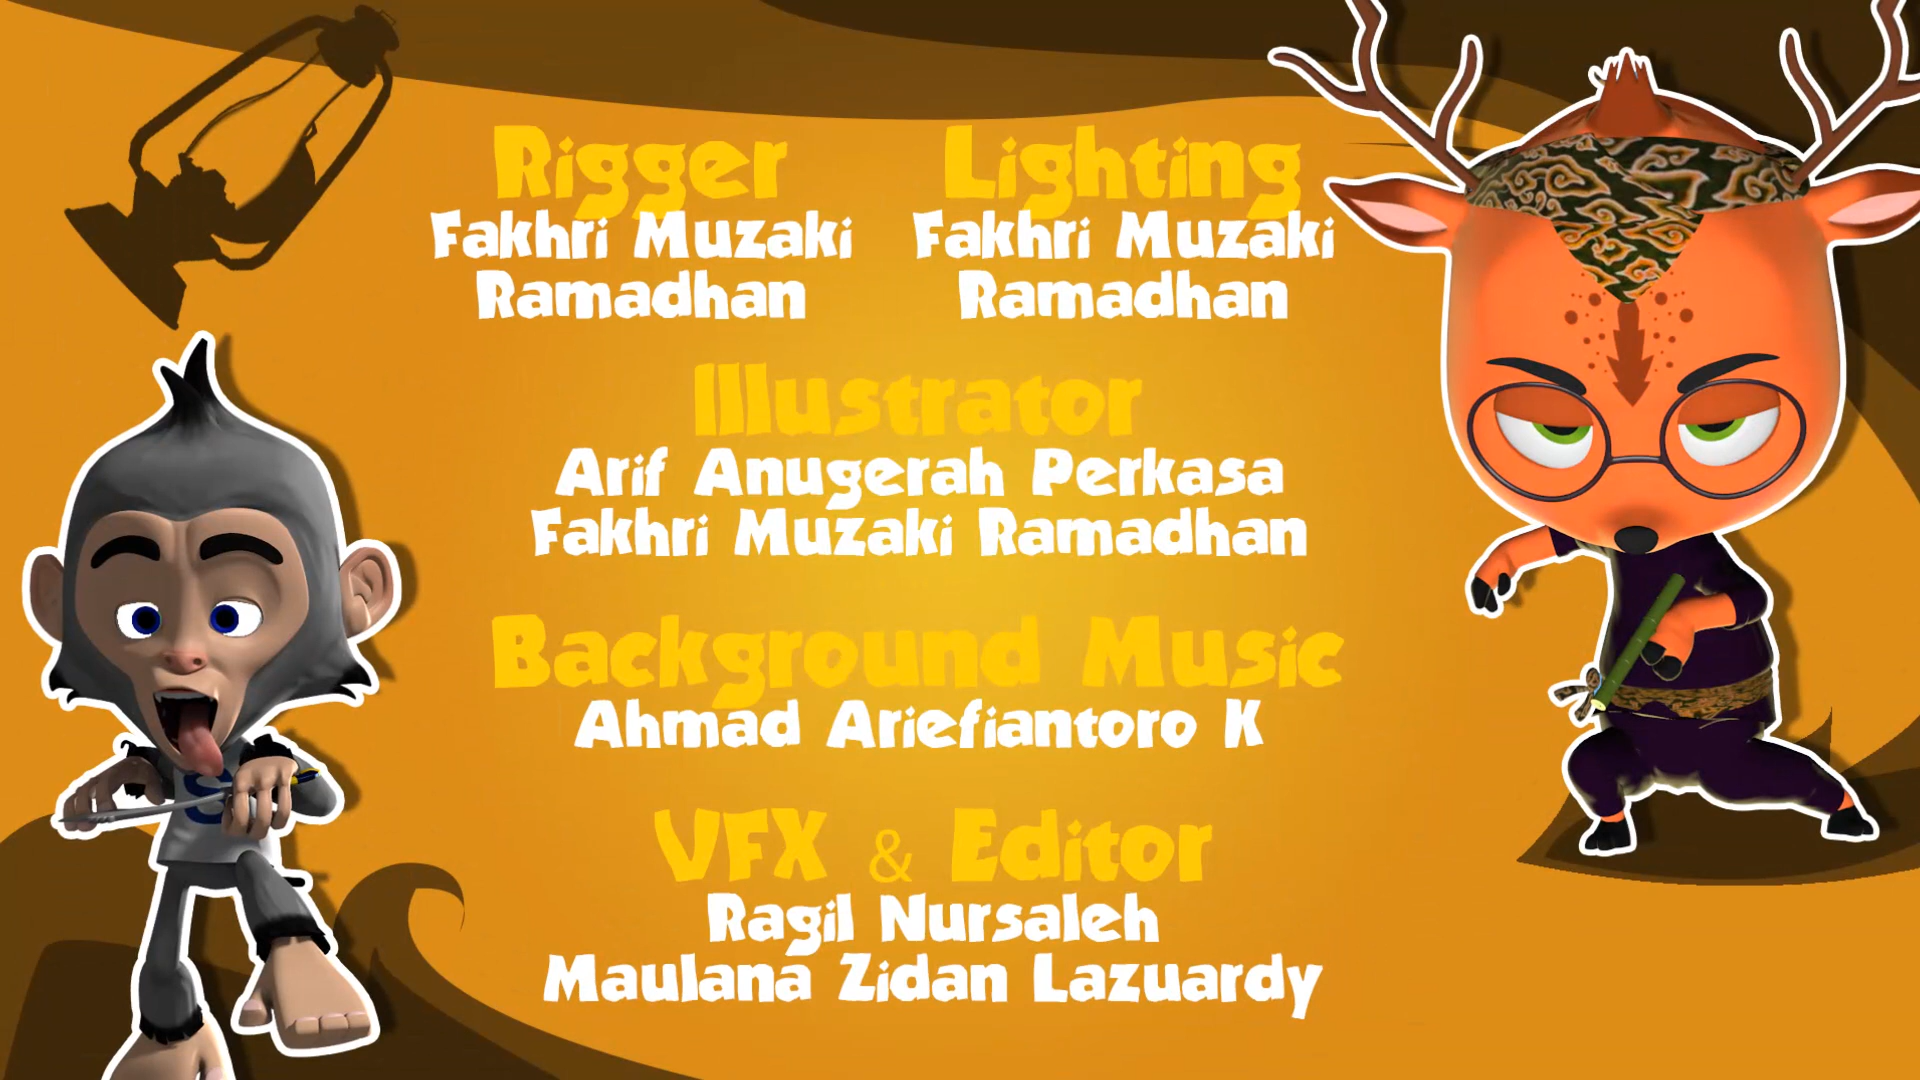 Rigger
Fakhri Muzaki
Ramadhan
Lighting
Fakhri Muzaki
Ramadhan
Illustrator
Arif Anugerah Perkasa
Fakhri Muzaki Ramadhan
Background Music
Ahmad Ariefiantoro K
VFX & Editor
Ragil Nursaleh
Maulana Zidan Lazuardy
S